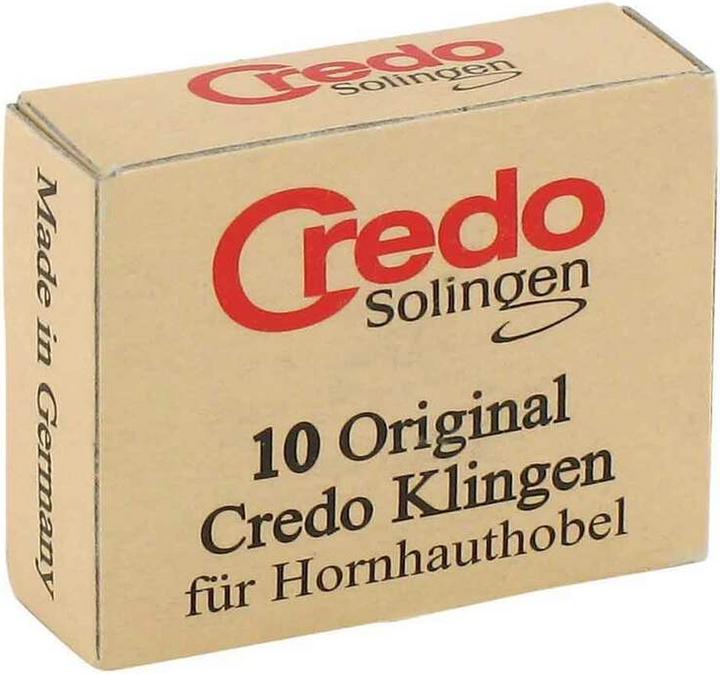 Credo
Solingen
Credo
Solingen
10 Original
Credo Klingen
für Hornhauthobel
Made in Germany